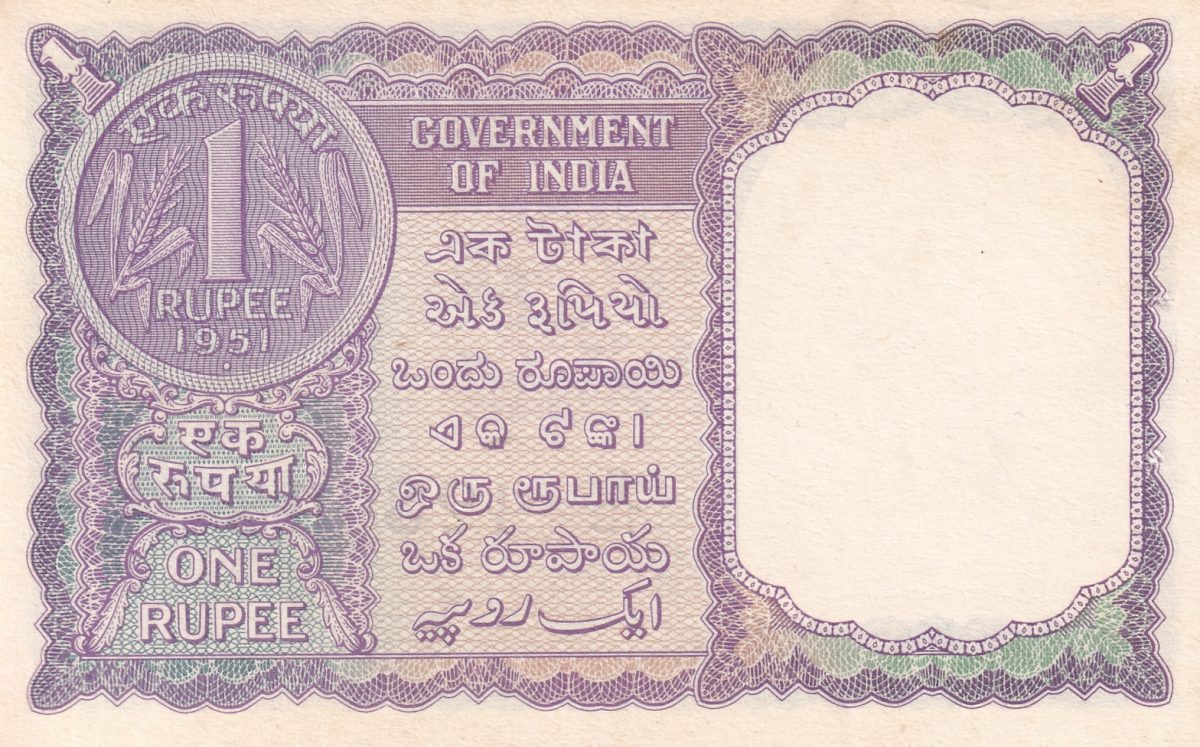 एक रूपया
1
RUPEE
1951
एक
रूपया
ONE
RUPEE
GOVERNMENT
OF INDIA
এক টাকা
એક રૂપિયો
ಒಂದು ರೂಪಾಯಿ
ଏକ ଟଙ୍କା
ஒரு ரூபாய்
ఒక రూపాయ
ایک روپیہ